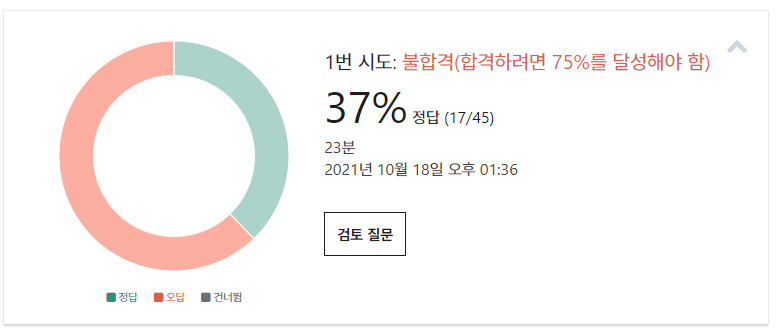 1번 시도: 불합격(합격하려면 75%를 달성해야 함)
37% 정답 (17/45)
23분
2021년 10월 18일 오후 01:36
검토 질문
정답 오답 건너뜀